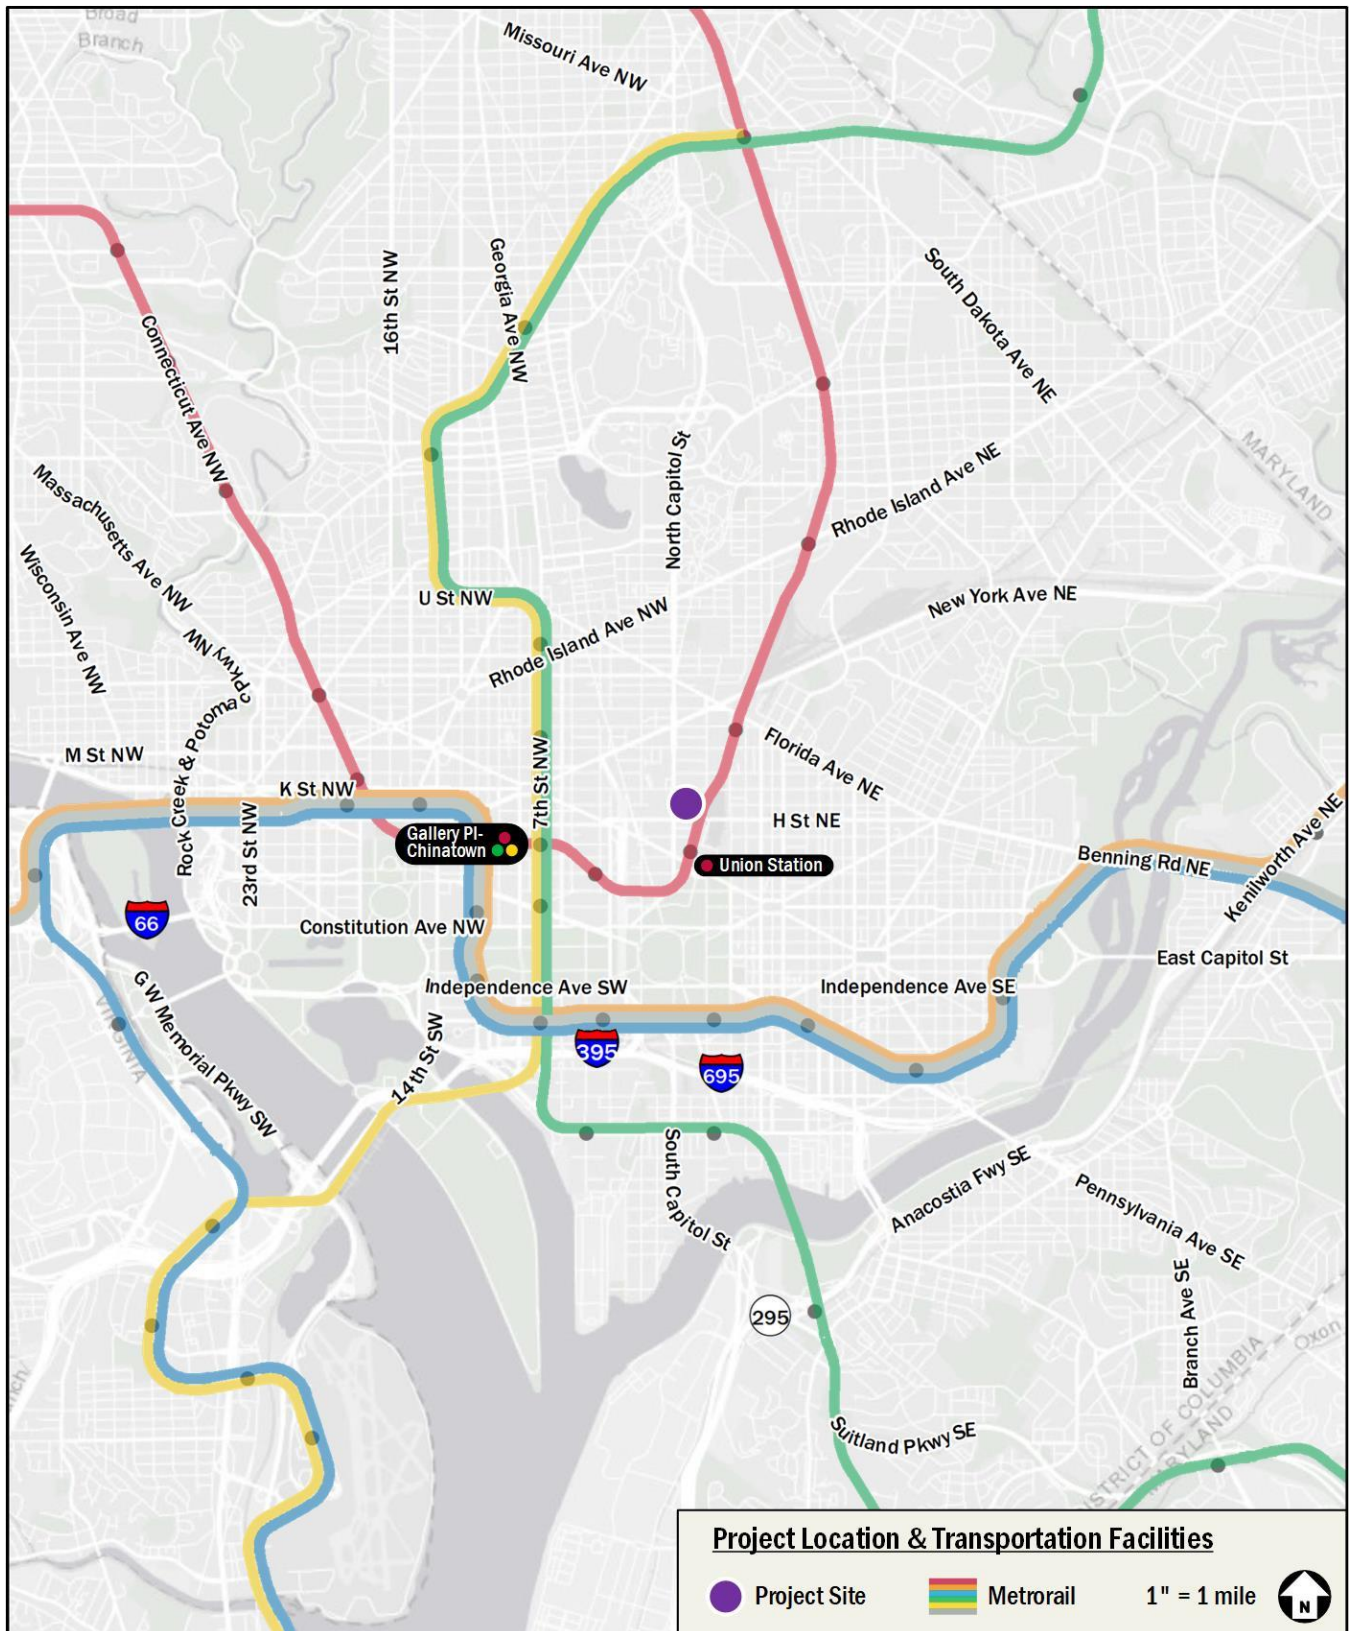 Broad
Branch
Missouri Ave NW
16th St NW
Georgia Ave NW
South Dakota Ave NE
Connecticut Ave NW
North Capitol St
Rhode Island Ave NE
MARYLAND
Massachusetts Ave NW
Wisconsin Ave NW
U St NW
New York Ave NE
Rhode Island Ave NW
Rock Creek & Potomac Pkwy NW
M St NW
K St NW
7th St NW
Florida Ave NE
23rd St NW
H St NE
Gallery Pl-
Chinatown
Union Station
Benning Rd NE
Kenilworth Ave NE
66
Constitution Ave NW
East Capitol St
Independence Ave SW
Independence Ave SE
VIRGINIA
G W Memorial Pkwy SW
14th St SW
395
695
South Capitol St
Anacostia Fwy SE
Pennsylvania Ave SE
295
Branch Ave SE
Oxon
Suitland Pkwy SE
DISTRICT OF COLUMBIA
MARYLAND
Project Location & Transportation Facilities
Project Site
Metrorail
1" = 1 mile
N